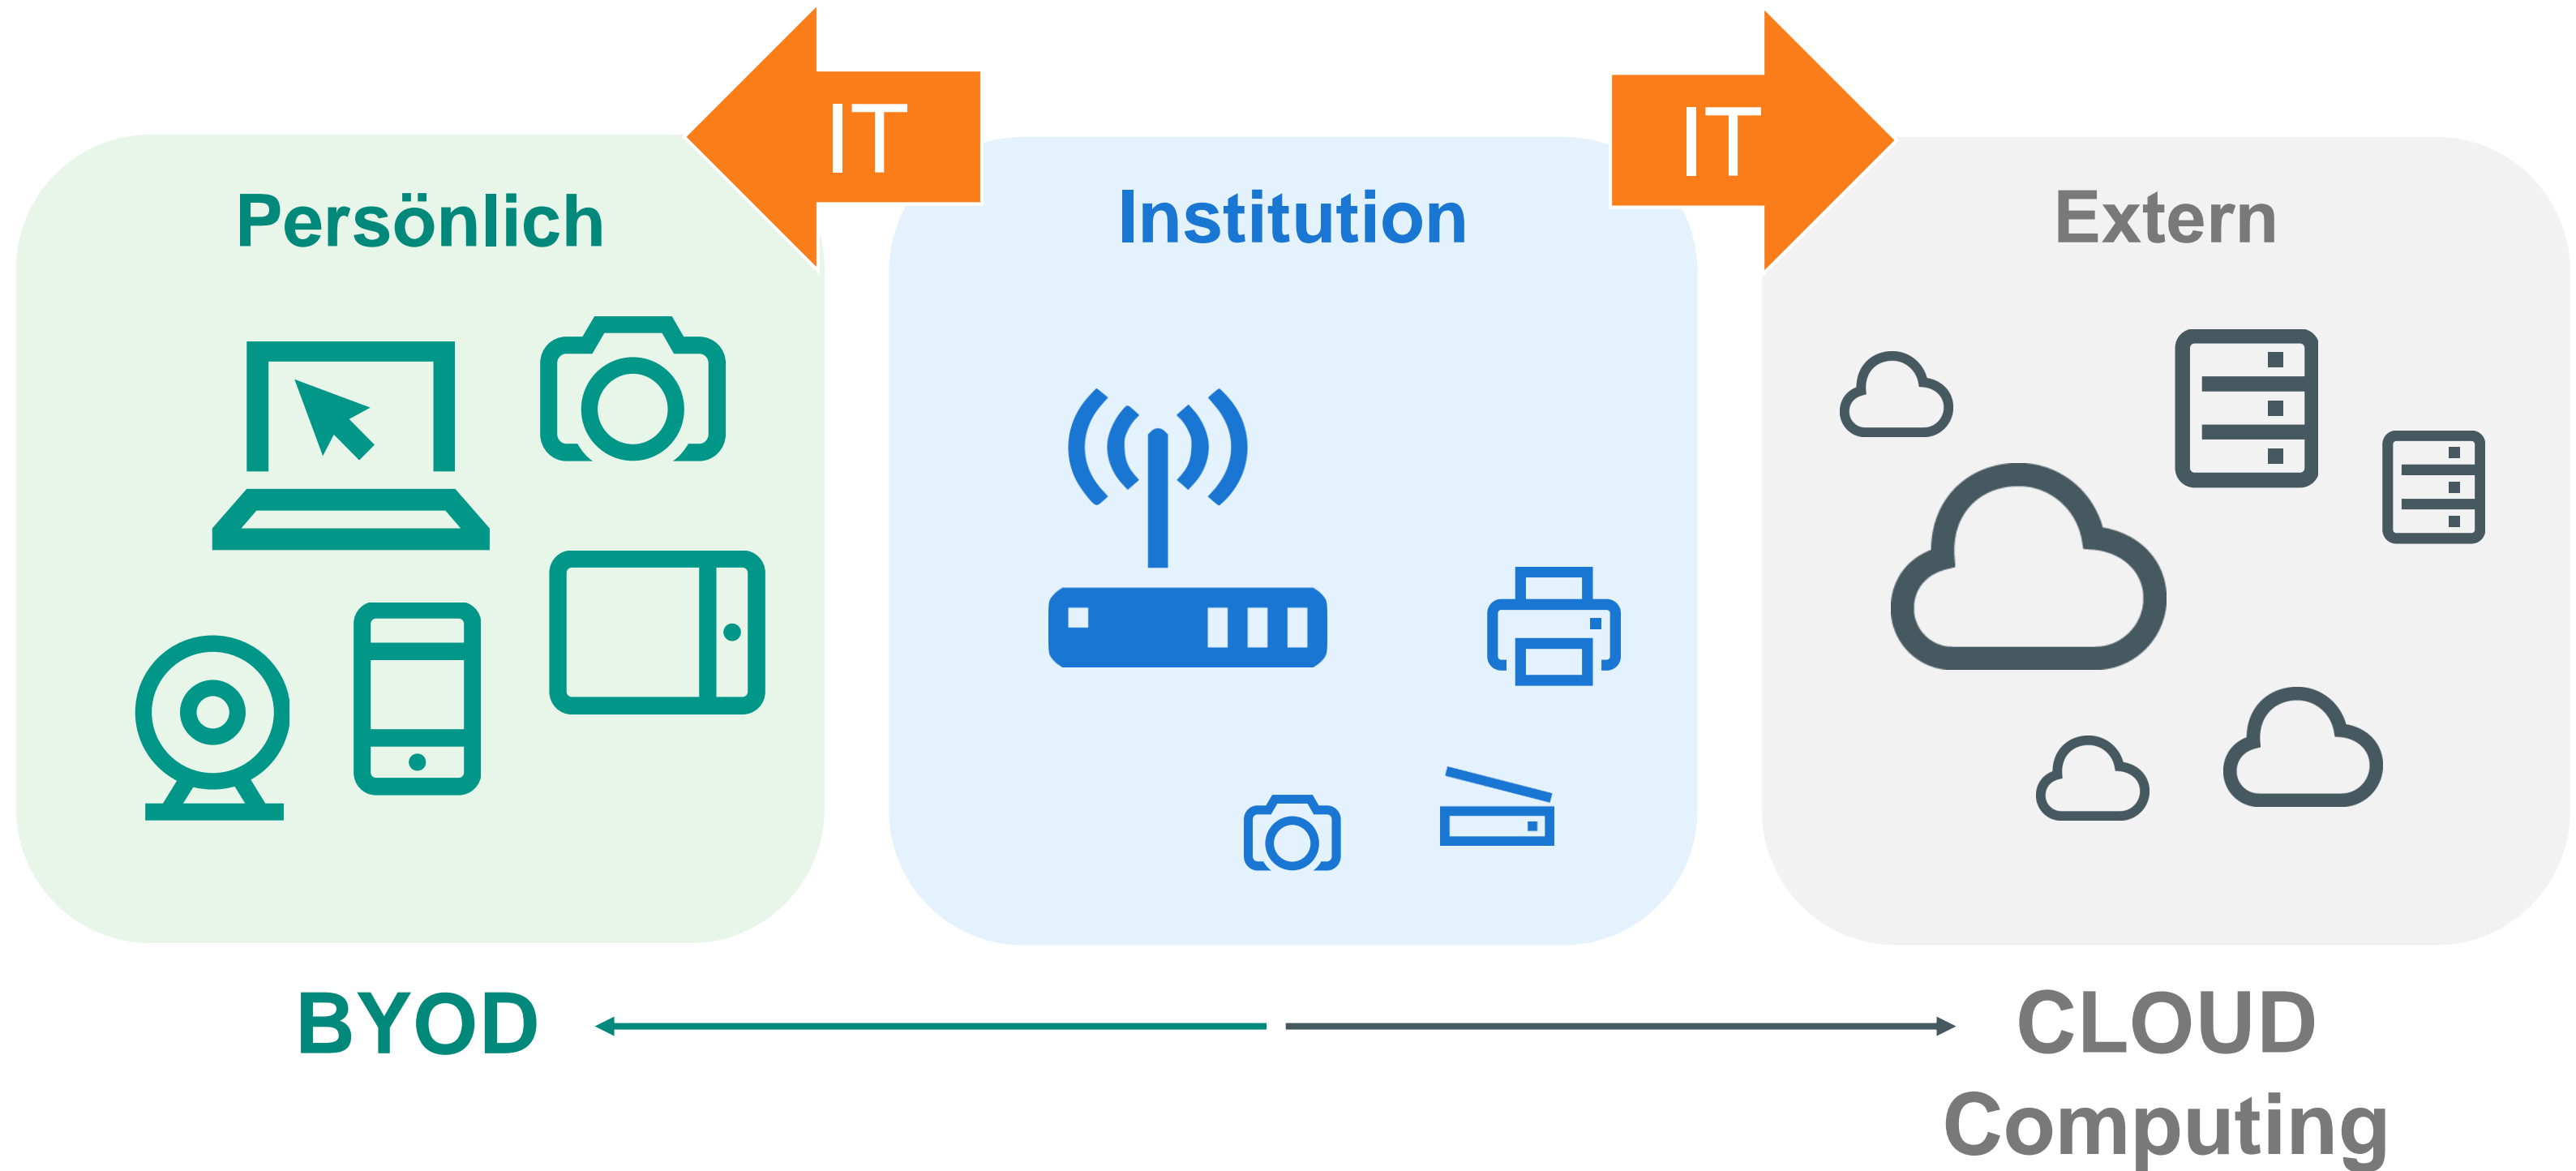 IT
IT
Persönlich
Institution
Extern
BYOD
CLOUD
Computing